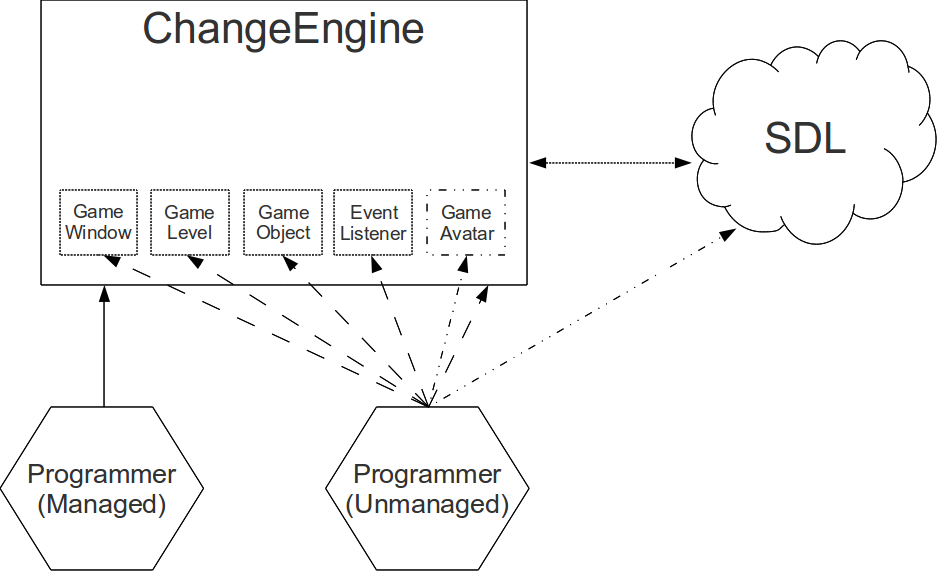 ChangeEngine
SDL
Game
Window
Game
Level
Game
Object
Event
Listener
Game
Avatar
Programmer
(Managed)
Programmer
(Unmanaged)